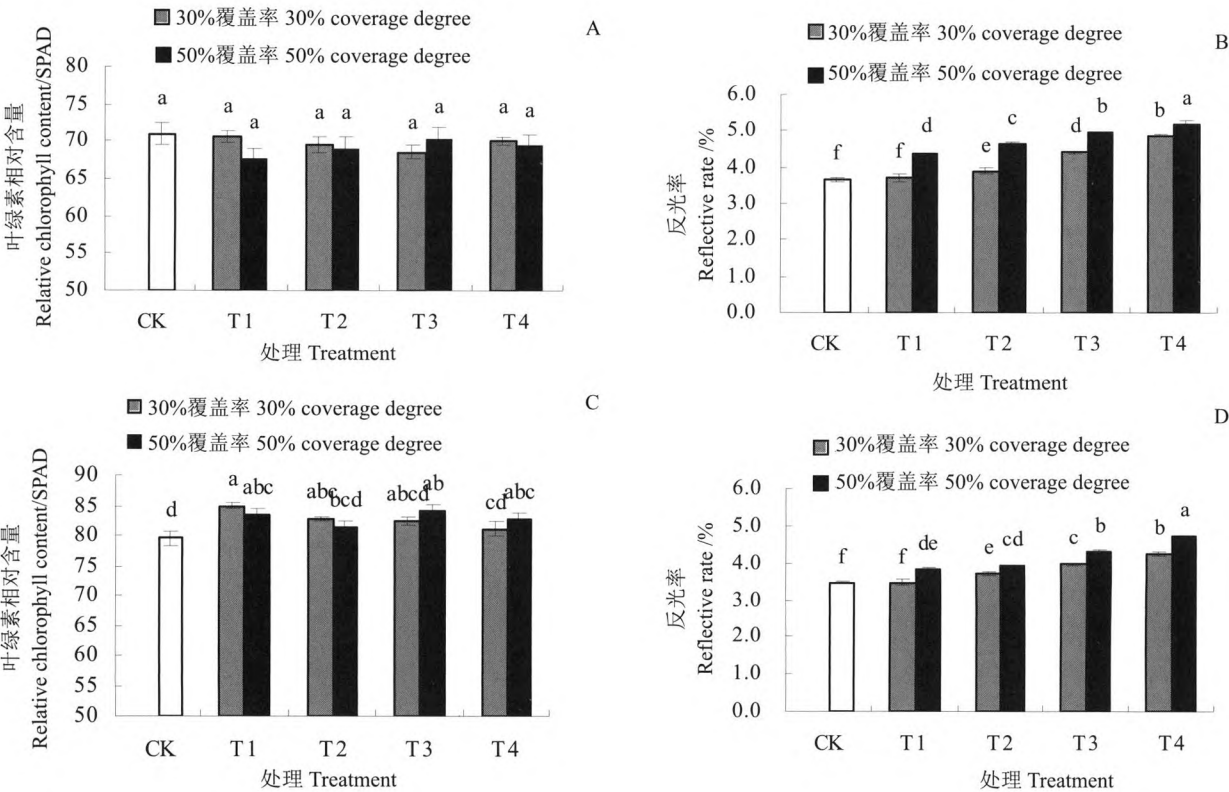 30%覆盖率 30% coverage degree
50%覆盖率 50% coverage degree
A
叶绿素相对含量
Relative chlorophyll content/SPAD
80
75
70
65
60
55
50
a
a a
a a
a a
a a
CK T1 T2 T3 T4
处理 Treatment
30%覆盖率 30% coverage degree
50%覆盖率 50% coverage degree
B
反光率
Reflective rate /%
6.0
5.0
4.0
3.0
2.0
1.0
0.0
f
f d
e c
d b
b a
CK T1 T2 T3 T4
处理 Treatment
30%覆盖率 30% coverage degree
50%覆盖率 50% coverage degree
C
叶绿素相对含量
Relative chlorophyll content/SPAD
90
85
80
75
70
65
60
55
50
d
a abc
abc bcd
abcd ab
cd abc
CK T1 T2 T3 T4
处理 Treatment
30%覆盖率 30% coverage degree
50%覆盖率 50% coverage degree
D
反光率
Reflective rate /%
6.0
5.0
4.0
3.0
2.0
1.0
0.0
f
f de
e cd
c b
b a
CK T1 T2 T3 T4
处理 Treatment